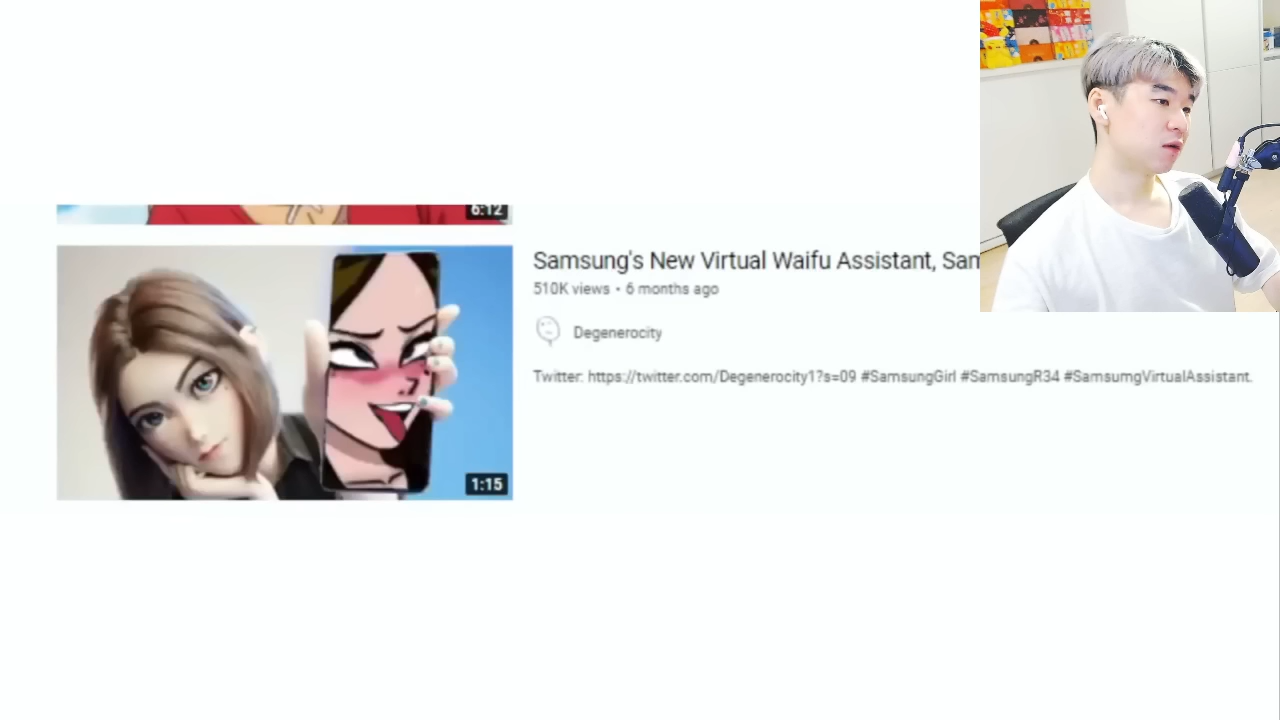 6:12
Samsung's New Virtual Waifu Assistant, Sam
510K views • 6 months ago
Degenerocity
Twitter: https://twitter.com/Degenerocity1?s=09 #SamsungGirl #SamsungR34 #SamsumgVirtualAssistant.
1:15